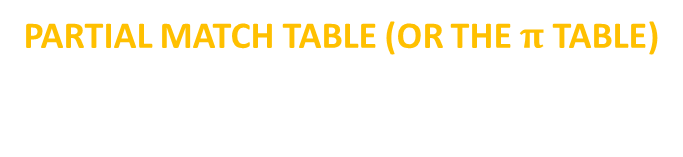 PARTIAL MATCH TABLE (OR THE π TABLE)